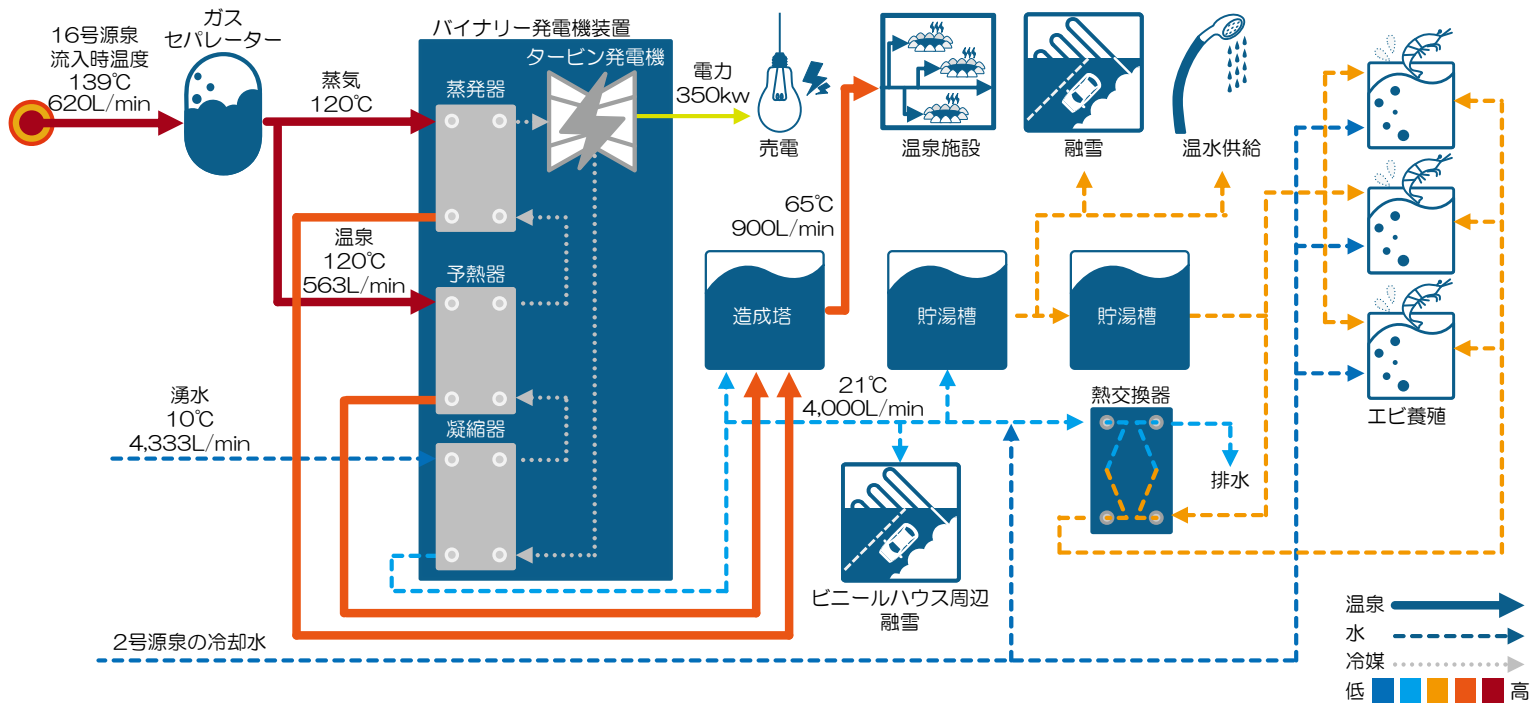 16号源泉
流入時温度
139℃
620L/min
ガス
セパレーター
蒸気
120℃
温泉
120℃
563L/min
バイナリー発電機装置
タービン発電機
蒸発器
予熱器
凝縮器
湧水
10℃
4,333L/min
2号源泉の冷却水
電力
350kw
売電
温泉施設
融雪
温水供給
65℃
900L/min
造成塔
貯湯槽
貯湯槽
21℃
4,000L/min
ビニールハウス周辺
融雪
熱交換器
排水
エビ養殖
温泉
水
冷媒
低 高